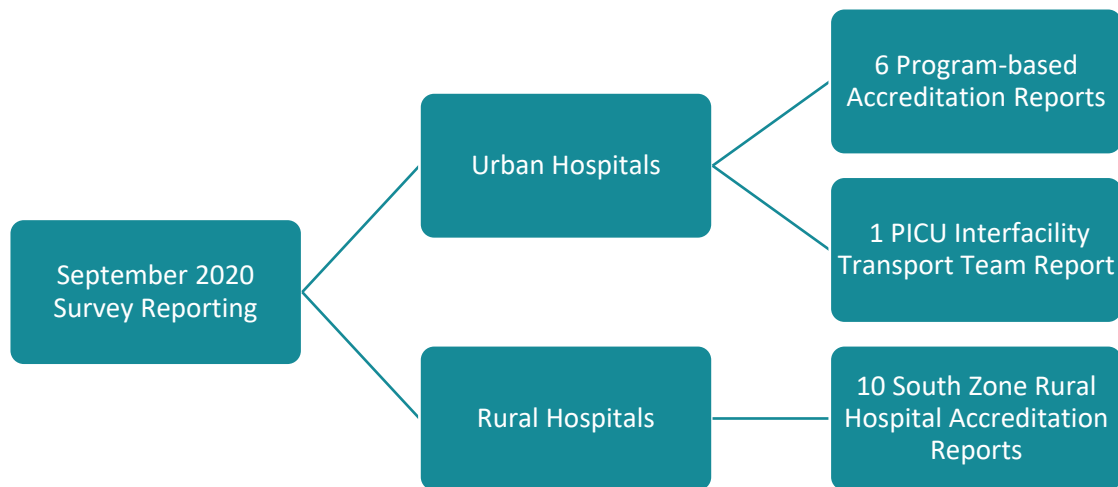 September 2020
Survey Reporting
Urban Hospitals
6 Program-based
Accreditation Reports
1 PICU Interfacility
Transport Team Report
Rural Hospitals
10 South Zone Rural
Hospital Accreditation
Reports